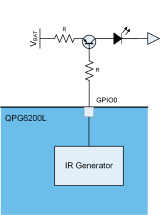 R
VBAT
R
GPIO0
QPG6200L
IR Generator